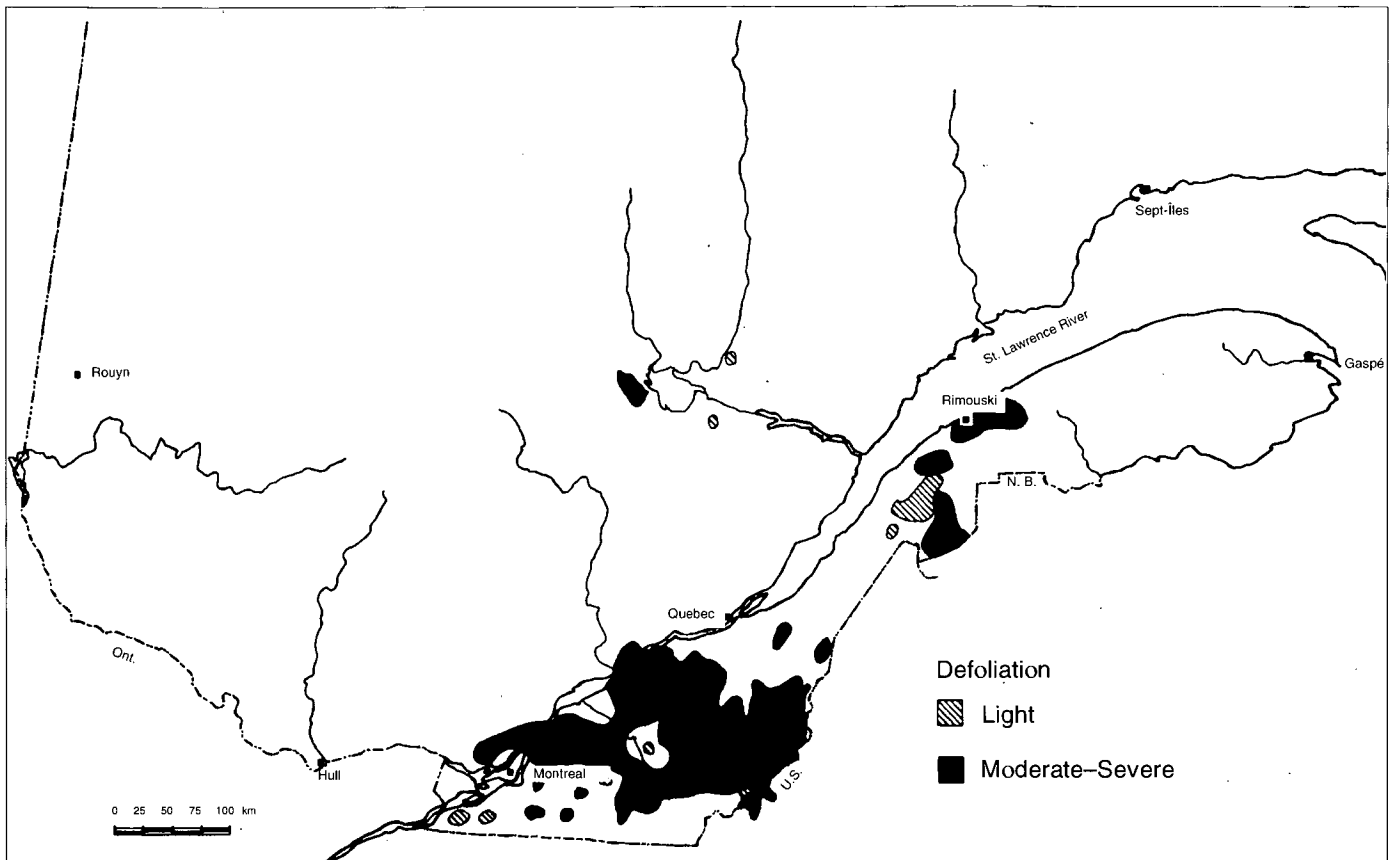 Sept-Îles
St. Lawrence River
Gaspé
Rouyn
Rimouski
N. B.
Quebec
Ont.
Defoliation
Light
Moderate–Severe
Hull
Montreal
U.S.
0 25 50 75 100 km